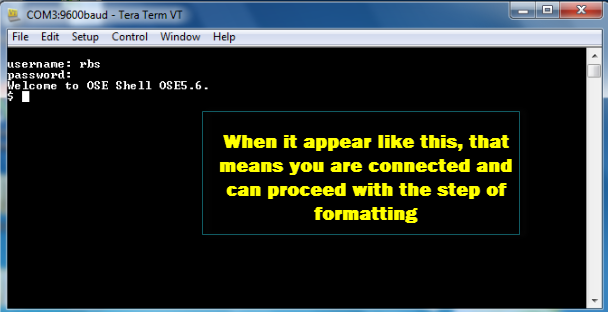 COM3:9600baud - Tera Term VT
File Edit Setup Control Window Help
username: rbs
password:
Welcome to OSE Shell OSE5.6.
$
When it appear like this, that
means you are connected and
can proceed with the step of
formatting